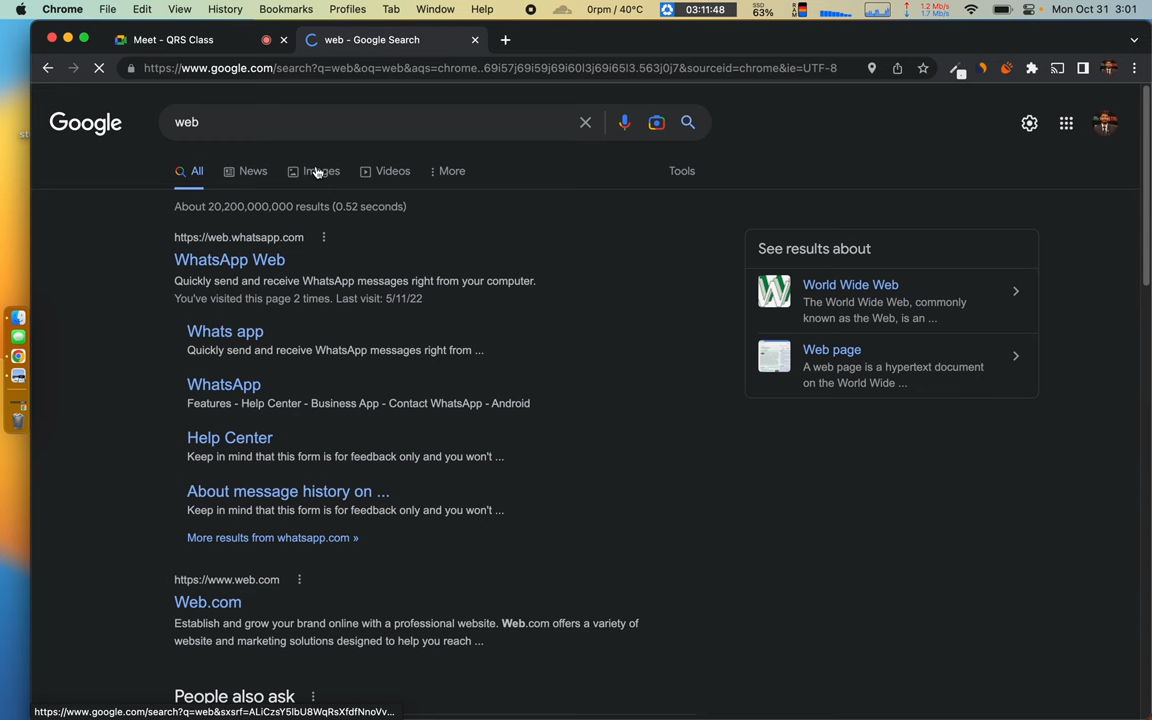 Chrome File Edit View History Bookmarks Profiles Tab Window Help 0rpm / 40°C 03:11:48 SSD 63% 1.2 Mb/s 1.7 Mb/s Mon Oct 31 3:01
Meet - QRS Class
web - Google Search
https://www.google.com/search?q=web&oq=web&aqs=chrome..69i57j69i59j69i60l3j69i65l3.563j0j7&sourceid=chrome&ie=UTF-8
Google
web
All News Images Videos More Tools
About 20,200,000,000 results (0.52 seconds)
https://web.whatsapp.com
WhatsApp Web
Quickly send and receive WhatsApp messages right from your computer.
You've visited this page 2 times. Last visit: 5/11/22
Whats app
Quickly send and receive WhatsApp messages right from ...
WhatsApp
Features - Help Center - Business App - Contact WhatsApp - Android
Help Center
Keep in mind that this form is for feedback only and you won't ...
About message history on ...
Keep in mind that this form is for feedback only and you won't ...
More results from whatsapp.com »
https://www.web.com
Web.com
Establish and grow your brand online with a professional website. Web.com offers a variety of
website and marketing solutions designed to help you reach ...
People also ask
See results about
World Wide Web
The World Wide Web, commonly
known as the Web, is an ...
Web page
A web page is a hypertext document
on the World Wide ...